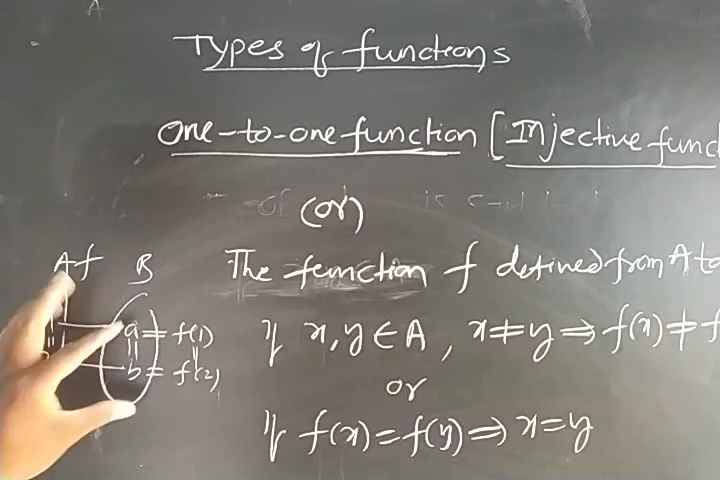 A
Types of functions
One-to-one function [Injective func
(or)
A f B The function f defined from A to
a = f(1) If x, y ∈ A, x ≠ y ⇒ f(x) ≠ f
|| ||
b = f(2) or
If f(x) = f(y) ⇒ x = y